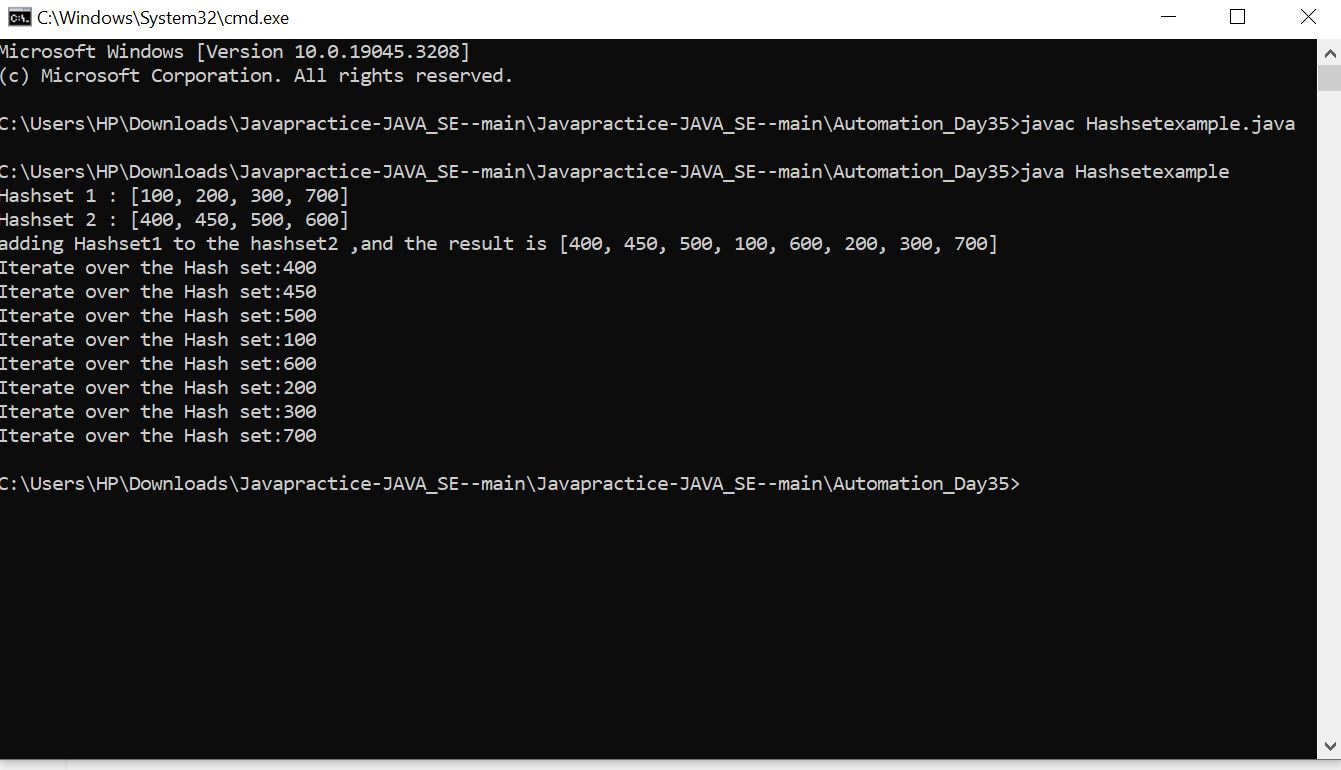 C:\Windows\System32\cmd.exe
Microsoft Windows [Version 10.0.19045.3208]
(c) Microsoft Corporation. All rights reserved.
C:\Users\HP\Downloads\Javapractice-JAVA_SE--main\Javapractice-JAVA_SE--main\Automation_Day35>javac Hashsetexample.java
C:\Users\HP\Downloads\Javapractice-JAVA_SE--main\Javapractice-JAVA_SE--main\Automation_Day35>java Hashsetexample
Hashset 1 : [100, 200, 300, 700]
Hashset 2 : [400, 450, 500, 600]
adding Hashset1 to the hashset2 ,and the result is [400, 450, 500, 100, 600, 200, 300, 700]
Iterate over the Hash set:400
Iterate over the Hash set:450
Iterate over the Hash set:500
Iterate over the Hash set:100
Iterate over the Hash set:600
Iterate over the Hash set:200
Iterate over the Hash set:300
Iterate over the Hash set:700
C:\Users\HP\Downloads\Javapractice-JAVA_SE--main\Javapractice-JAVA_SE--main\Automation_Day35>